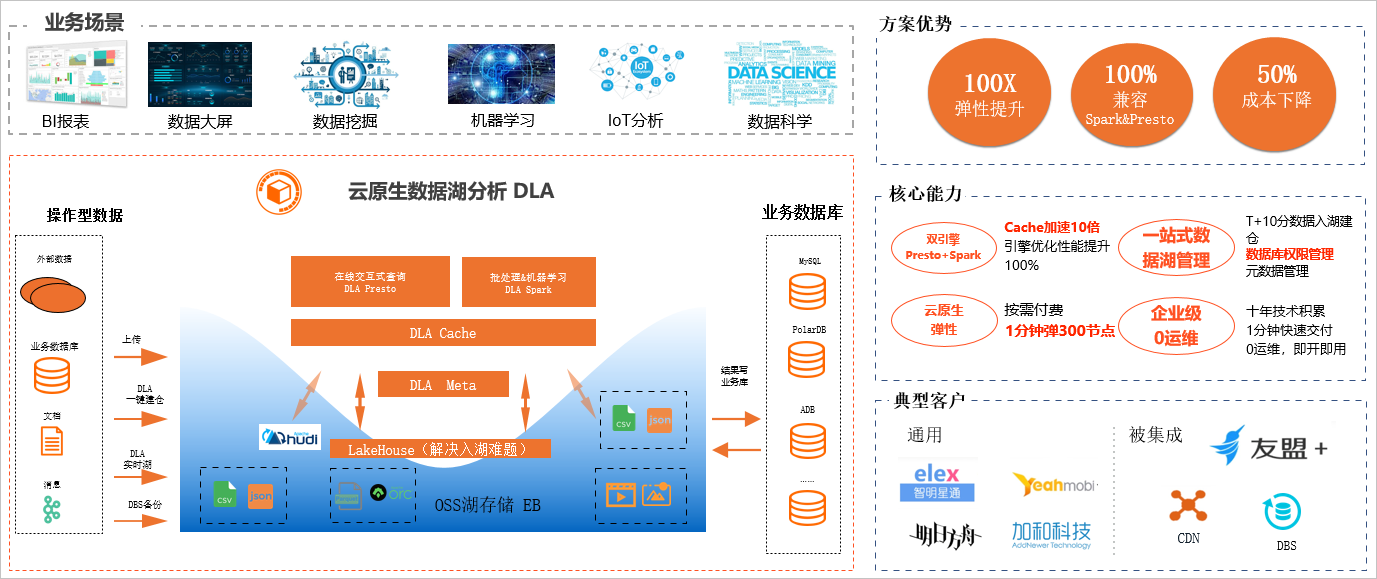 业务场景
BI报表
数据大屏
数据挖掘
机器学习
IoT
IoT分析
DATA SCIENCE
DATA MINING
数据科学
云原生数据湖分析 DLA
操作型数据
外部数据
业务数据库
文档
消息
上传
DLA
一键建仓
DLA
实时湖
DBS备份
在线交互式查询
DLA Presto
批处理&机器学习
DLA Spark
DLA Cache
DLA Meta
hudi
LakeHouse（解决入湖难题）
CSV
json
CSV
json
orc
OSS湖存储 EB
结果写
业务库
业务数据库
MySQL
PolarDB
ADB
......
方案优势
100X
弹性提升
100%
兼容
Spark&Presto
50%
成本下降
核心能力
双引擎
Presto+Spark
Cache加速10倍
引擎优化性能提升
100%
一站式数
据湖管理
T+10分数据入湖建
仓
数据库权限管理
元数据管理
云原生
弹性
按需付费
1分钟弹300节点
企业级
0运维
十年技术积累
1分钟快速交付
0运维，即开即用
典型客户
通用
elex
智明星通
Yeahmobi
明日方舟
加和科技
AddNewer Technology
被集成
友盟+
CDN
DBS